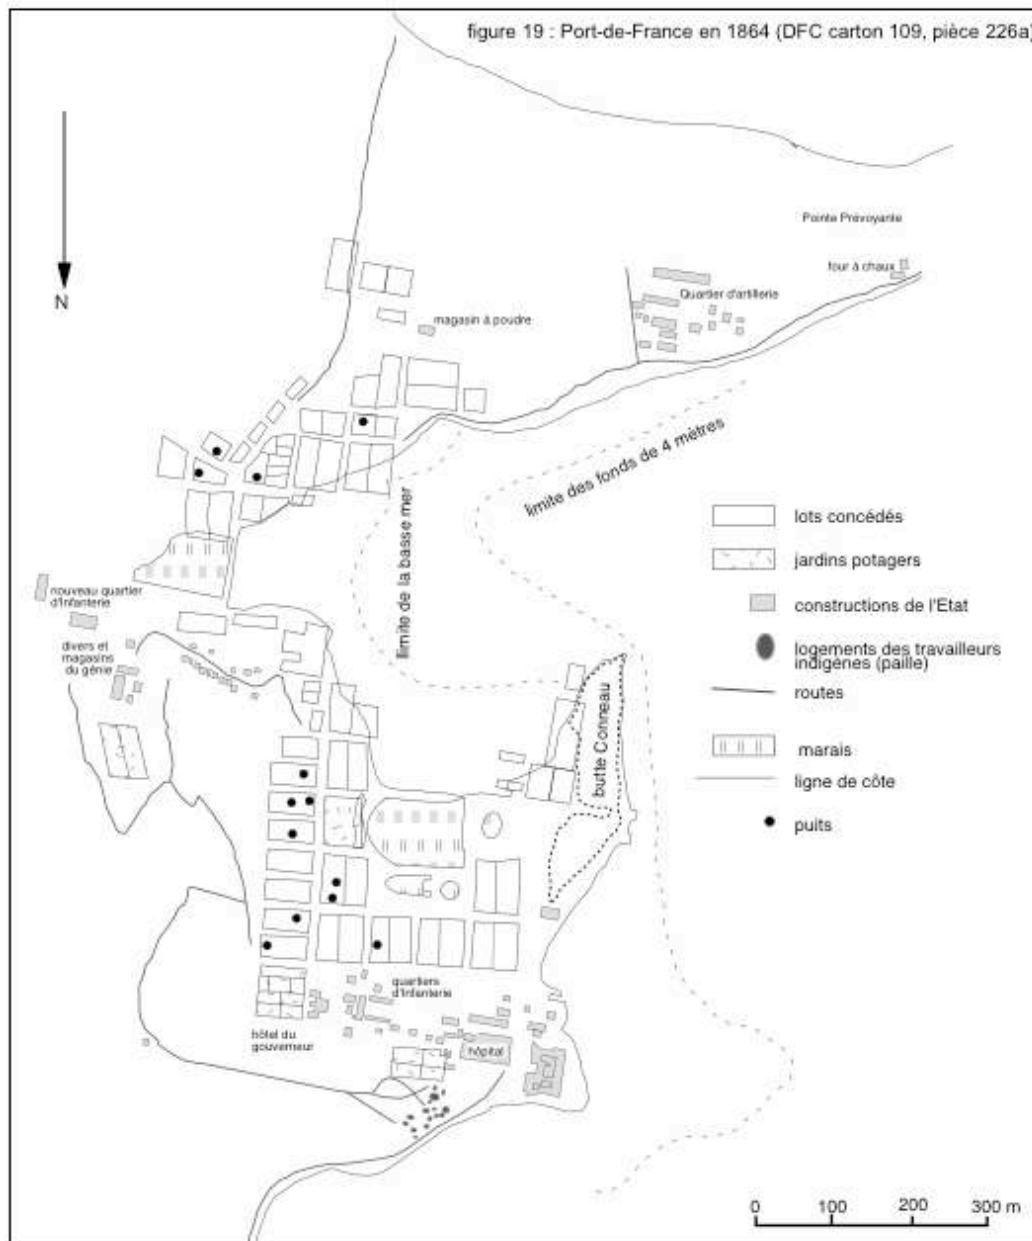 figure 19 : Port-de-France en 1864 (DFC carton 109, pièce 226a)
N
Pointe Prévoyante
four à chaux
Quartier d'artillerie
magasin à poudre
limite des fonds de 4 mètres
limite de la basse mer
nouveau quartier
d'Infanterie
divers et
magasins
du génie
butte Conneau
lots concédés
jardins potagers
constructions de l'Etat
logements des travailleurs
indigènes (paille)
routes
marais
ligne de côte
puits
quartiers
d'Infanterie
hôtel du
gouverneur
hôpital
0 100 200 300 m